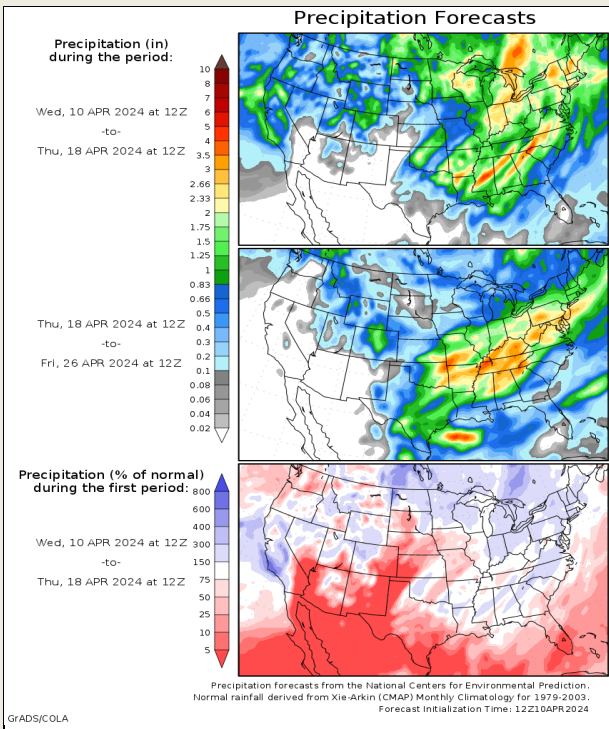 Precipitation Forecasts
Precipitation (in)
during the period:
Wed, 10 APR 2024 at 12Z
-to-
Thu, 18 APR 2024 at 12Z
Thu, 18 APR 2024 at 12Z
-to-
Fri, 26 APR 2024 at 12Z
10
8
7
6
5
4
3.5
3
2.66
2.33
2
1.75
1.5
1.25
1
0.83
0.66
0.5
0.4
0.3
0.2
0.1
0.08
0.06
0.04
0.02
Precipitation (% of normal)
during the first period:
Wed, 10 APR 2024 at 12Z
-to-
Thu, 18 APR 2024 at 12Z
800
600
400
300
150
75
50
25
10
5
Precipitation forecasts from the National Centers for Environmental Prediction.
Normal rainfall derived from Xie-Arkin (CMAP) Monthly Climatology for 1979-2003.
Forecast Initialization Time: 12Z10APR2024
GrADS/COLA